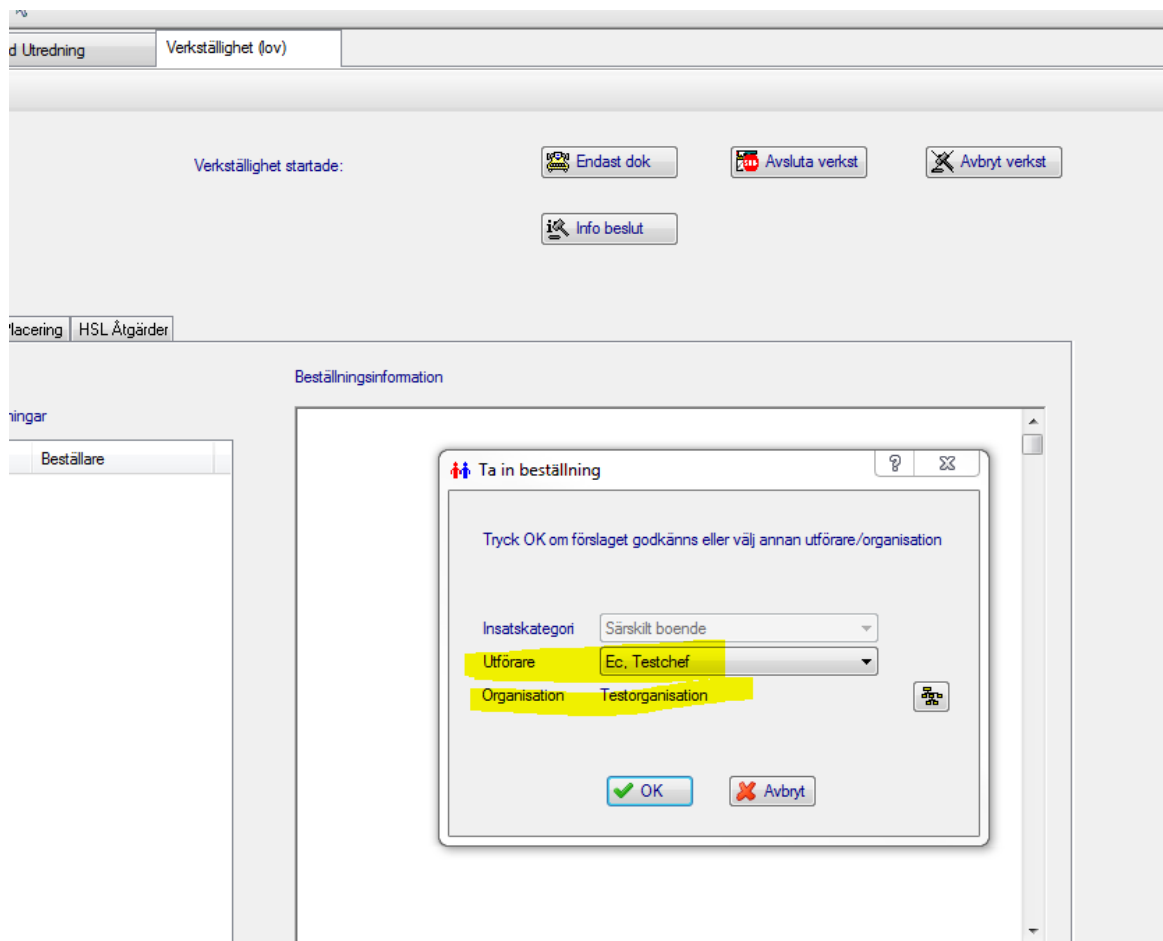 d Utredning
Verkställighet (lov)
Verkställighet startade:
Endast dok
Avsluta verkst
Avbryt verkst
Info beslut
Placering
HSL Åtgärder
Beställningsinformation
ningar
Beställare
Ta in beställning
Tryck OK om förslaget godkänns eller välj annan utförare/organisation
Insatskategori Särskilt boende
Utförare Ec, Testchef
Organisation Testorganisation
OK
Avbryt